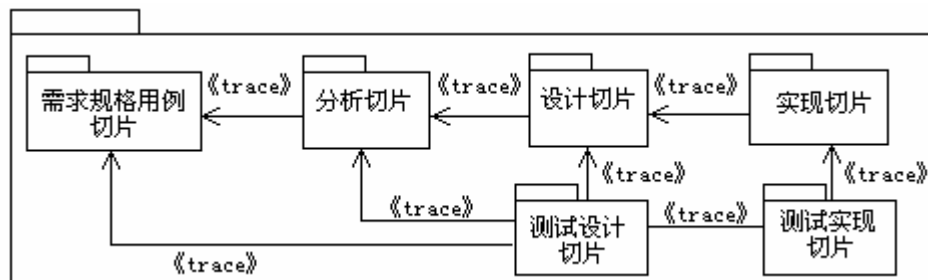 《trace》
《trace》
《trace》
需求规格用例
切片
分析切片
设计切片
实现切片
《trace》
《trace》
《trace》
《trace》
测试设计
切片
测试实现
切片
《trace》